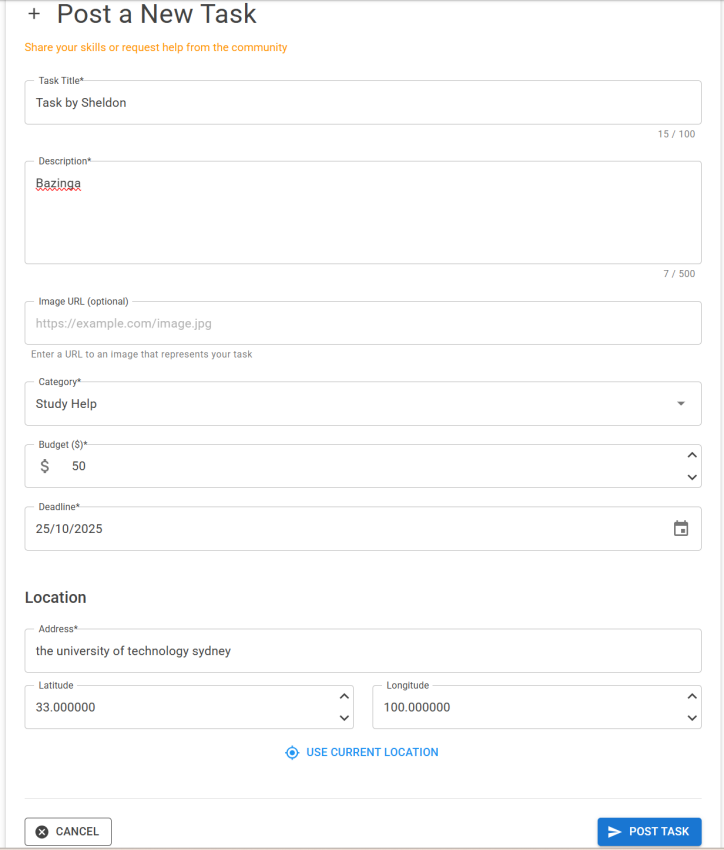 + Post a New Task
Share your skills or request help from the community
Task Title*
Task by Sheldon
15 / 100
Description*
Bazinga
7 / 500
Image URL (optional)
https://example.com/image.jpg
Enter a URL to an image that represents your task
Category*
Study Help
Budget ($)*
$ 50
Deadline*
25/10/2025
Location
Address*
the university of technology sydney
Latitude Longitude
33.000000 100.000000
USE CURRENT LOCATION
CANCEL POST TASK